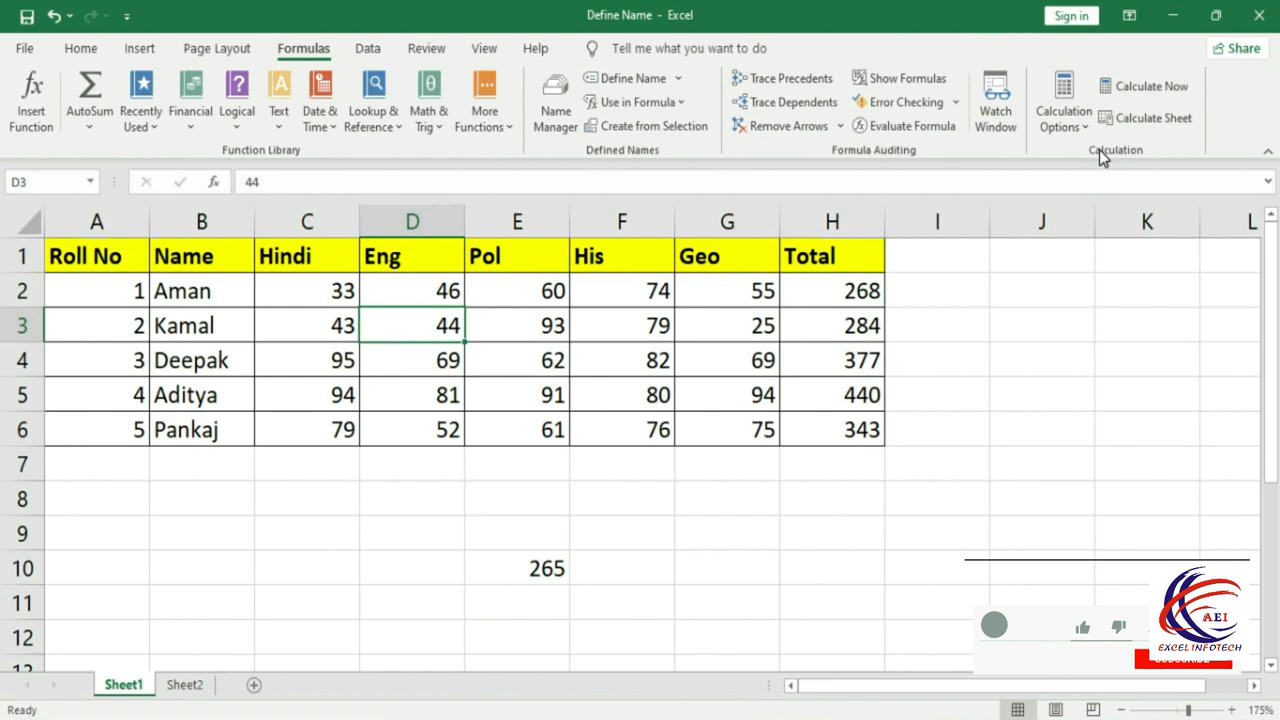 Define Name - Excel
Sign in
File Home Insert Page Layout Formulas Data Review View Help Tell me what you want to do Share
Insert Function
AutoSum
Recently Used
Financial
Logical
Text
Date & Time
Lookup & Reference
Math & Trig
More Functions
Function Library
Name Manager
Define Name
Use in Formula
Create from Selection
Defined Names
Trace Precedents
Trace Dependents
Remove Arrows
Show Formulas
Error Checking
Evaluate Formula
Formula Auditing
Watch Window
Calculation Options
Calculate Now
Calculate Sheet
Calculation
D3 fx 44
A B C D E F G H I J K L
1 Roll No Name Hindi Eng Pol His Geo Total
2 1 Aman 33 46 60 74 55 268
3 2 Kamal 43 44 93 79 25 284
4 3 Deepak 95 69 62 82 69 377
5 4 Aditya 94 81 91 80 94 440
6 5 Pankaj 79 52 61 76 75 343
7
8
9
10 265
11
12
AEI
EXCEL INFOTECH
Sheet1 Sheet2
Ready 175%